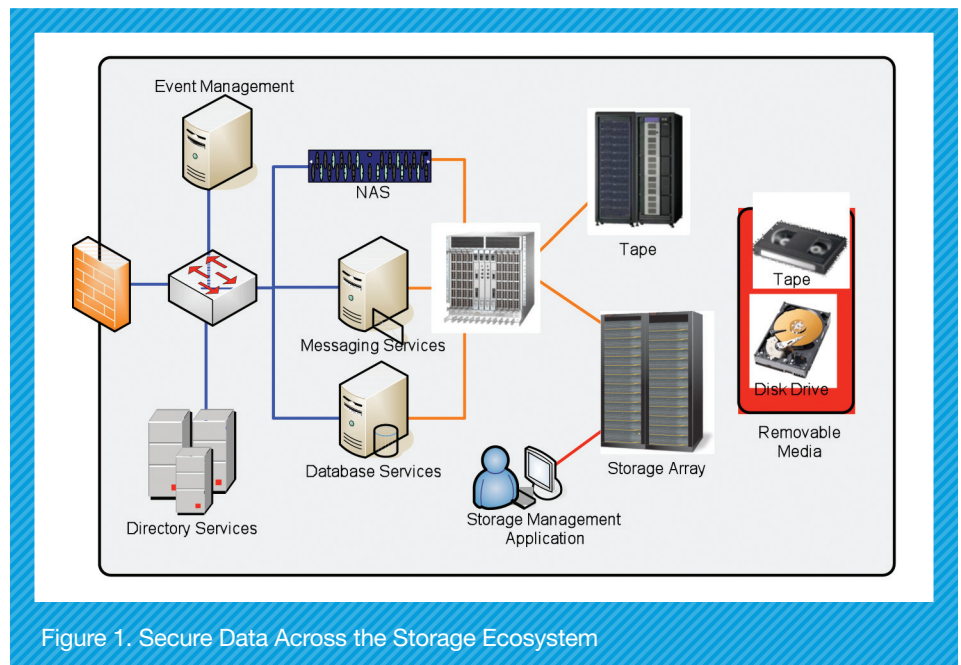 Event Management
NAS
Messaging Services
Database Services
Directory Services
Tape
Storage Array
Storage Management
Application
Tape
Disk Drive
Removable
Media
Figure 1. Secure Data Across the Storage Ecosystem